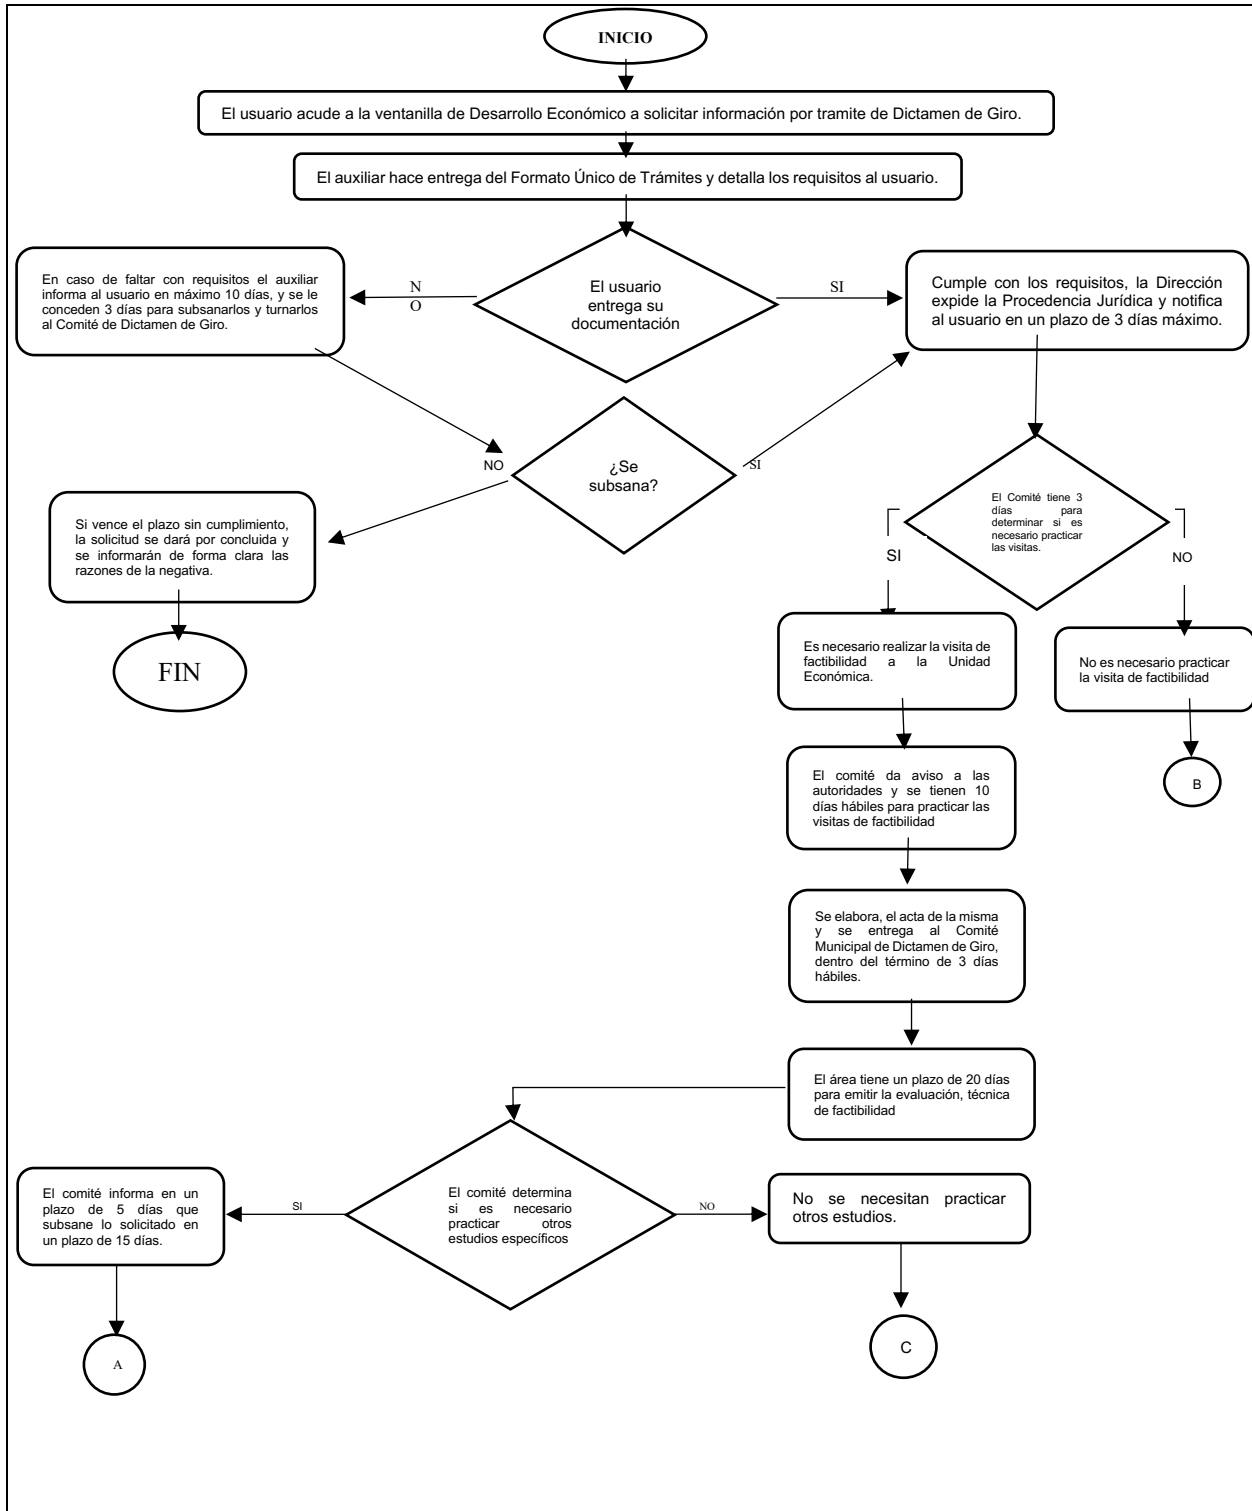 INICIO
El usuario acude a la ventanilla de Desarrollo Económico a solicitar información por tramite de Dictamen de Giro.
El auxiliar hace entrega del Formato Único de Trámites y detalla los requisitos al usuario.
En caso de faltar con requisitos el auxiliar
informa al usuario en máximo 10 días, y se le
conceden 3 días para subsanarlos y turnarlos
al Comité de Dictamen de Giro.
N
O
El usuario
entrega su
documentación
SI
Cumple con los requisitos, la Dirección
expide la Procedencia Jurídica y notifica
al usuario en un plazo de 3 días máximo.
NO
¿Se
subsana?
SI
Si vence el plazo sin cumplimiento,
la solicitud se dará por concluida y
se informarán de forma clara las
razones de la negativa.
FIN
El Comité tiene 3
días para
determinar si es
necesario practicar
las visitas.
SI
NO
Es necesario realizar la visita de
factibilidad a la Unidad
Económica.
No es necesario practicar
la visita de factibilidad
B
El comité da aviso a las
autoridades y se tienen 10
días hábiles para practicar las
visitas de factibilidad
Se elabora, el acta de la misma
y se entrega al Comité
Municipal de Dictamen de Giro,
dentro del término de 3 días
hábiles.
El área tiene un plazo de 20 días
para emitir la evaluación, técnica
de factibilidad
El comité informa en un
plazo de 5 días que
subsane lo solicitado en
un plazo de 15 días.
SI
El comité determina
si es necesario
practicar otros
estudios específicos
NO
No se necesitan practicar
otros estudios.
A
C